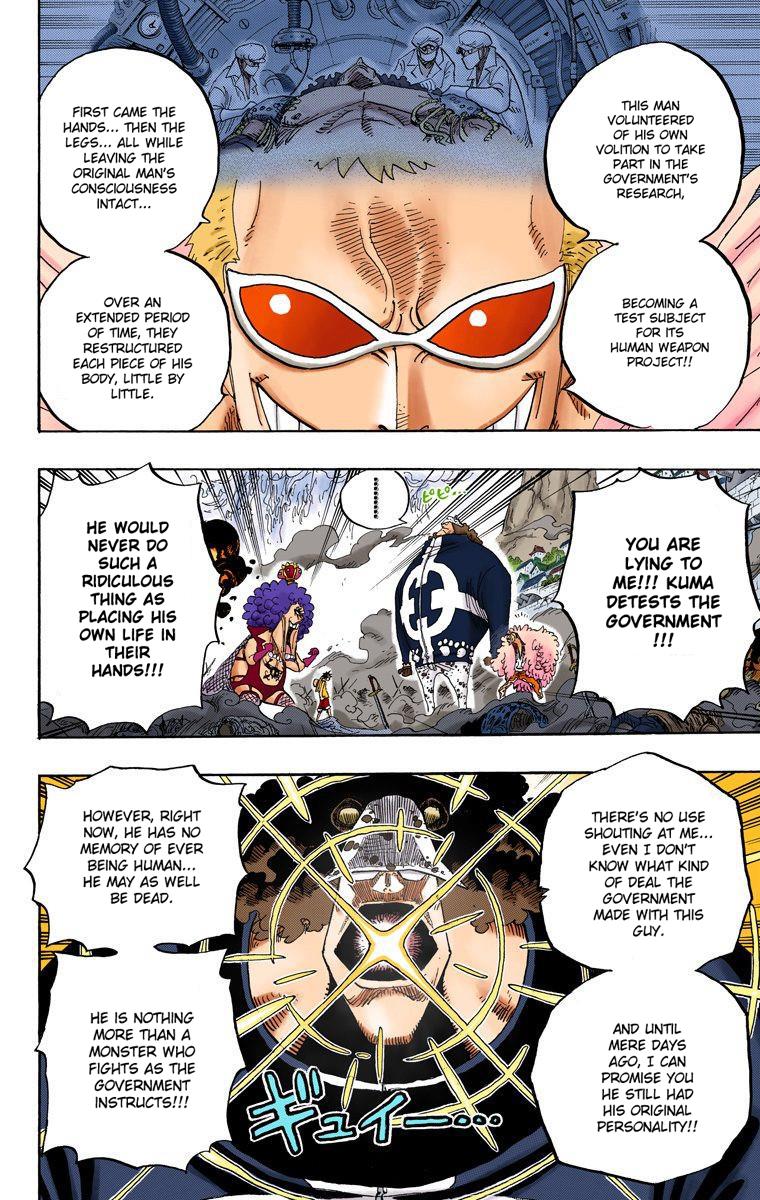 THIS MAN
VOLUNTEERED
OF HIS OWN
VOLITION TO TAKE
PART IN THE
GOVERNMENT'S
RESEARCH,
BECOMING A
TEST SUBJECT
FOR ITS
HUMAN WEAPON
PROJECT!!
FIRST CAME THE
HANDS... THEN THE
LEGS... ALL WHILE
LEAVING THE
ORIGINAL MAN'S
CONSCIOUSNESS
INTACT...
OVER AN
EXTENDED PERIOD
OF TIME, THEY
RESTRUCTURED
EACH PIECE OF HIS
BODY, LITTLE BY
LITTLE.
YOU ARE
LYING TO
ME!!! KUMA
DETESTS THE
GOVERNMENT
!!!
ピピ...
.........
HE WOULD
NEVER DO
SUCH A
RIDICULOUS
THING AS
PLACING HIS
OWN LIFE IN
THEIR
HANDS!!!
THERE'S NO USE
SHOUTING AT ME...
EVEN I DON'T
KNOW WHAT KIND
OF DEAL THE
GOVERNMENT
MADE WITH THIS
GUY.
AND UNTIL
MERE DAYS
AGO, I CAN
PROMISE YOU
HE STILL HAD
HIS ORIGINAL
PERSONALITY!!
HOWEVER, RIGHT
NOW, HE HAS NO
MEMORY OF EVER
BEING HUMAN...
HE MAY AS WELL
BE DEAD.
HE IS NOTHING
MORE THAN A
MONSTER WHO
FIGHTS AS THE
GOVERNMENT
INSTRUCTS!!!
ギュイー...